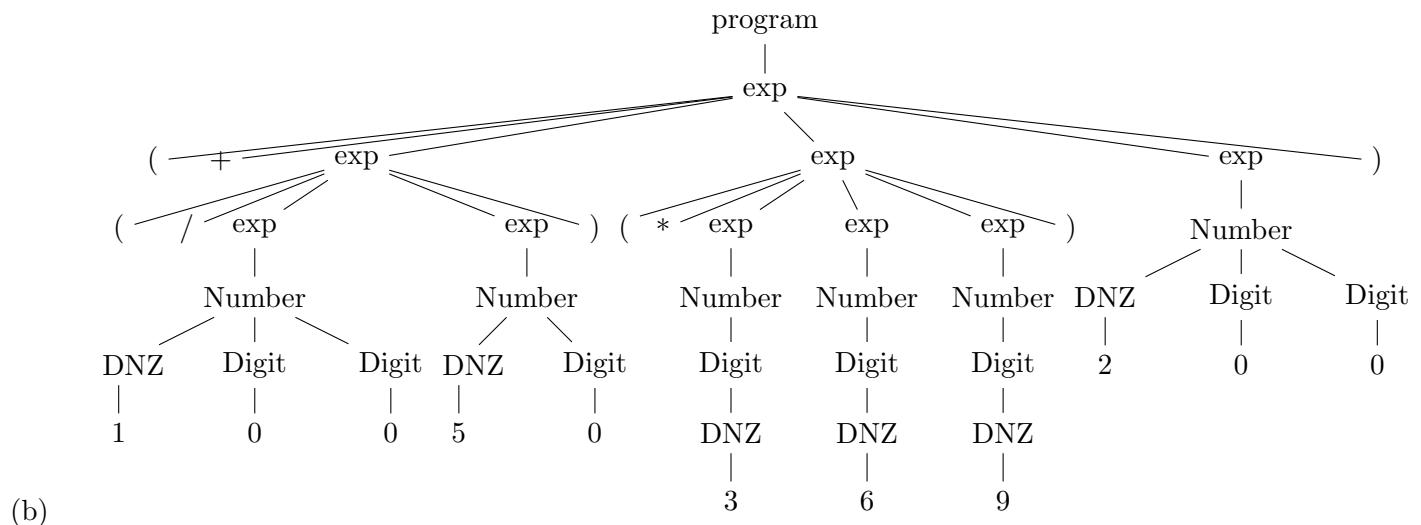 program
exp
( + exp exp exp )
( / exp exp ) ( * exp exp exp ) Number
Number Number Number Number Number DNZ Digit Digit
DNZ Digit Digit DNZ Digit Digit Digit Digit 2 0 0
1 0 0 5 0 DNZ DNZ DNZ
3 6 9
(b)